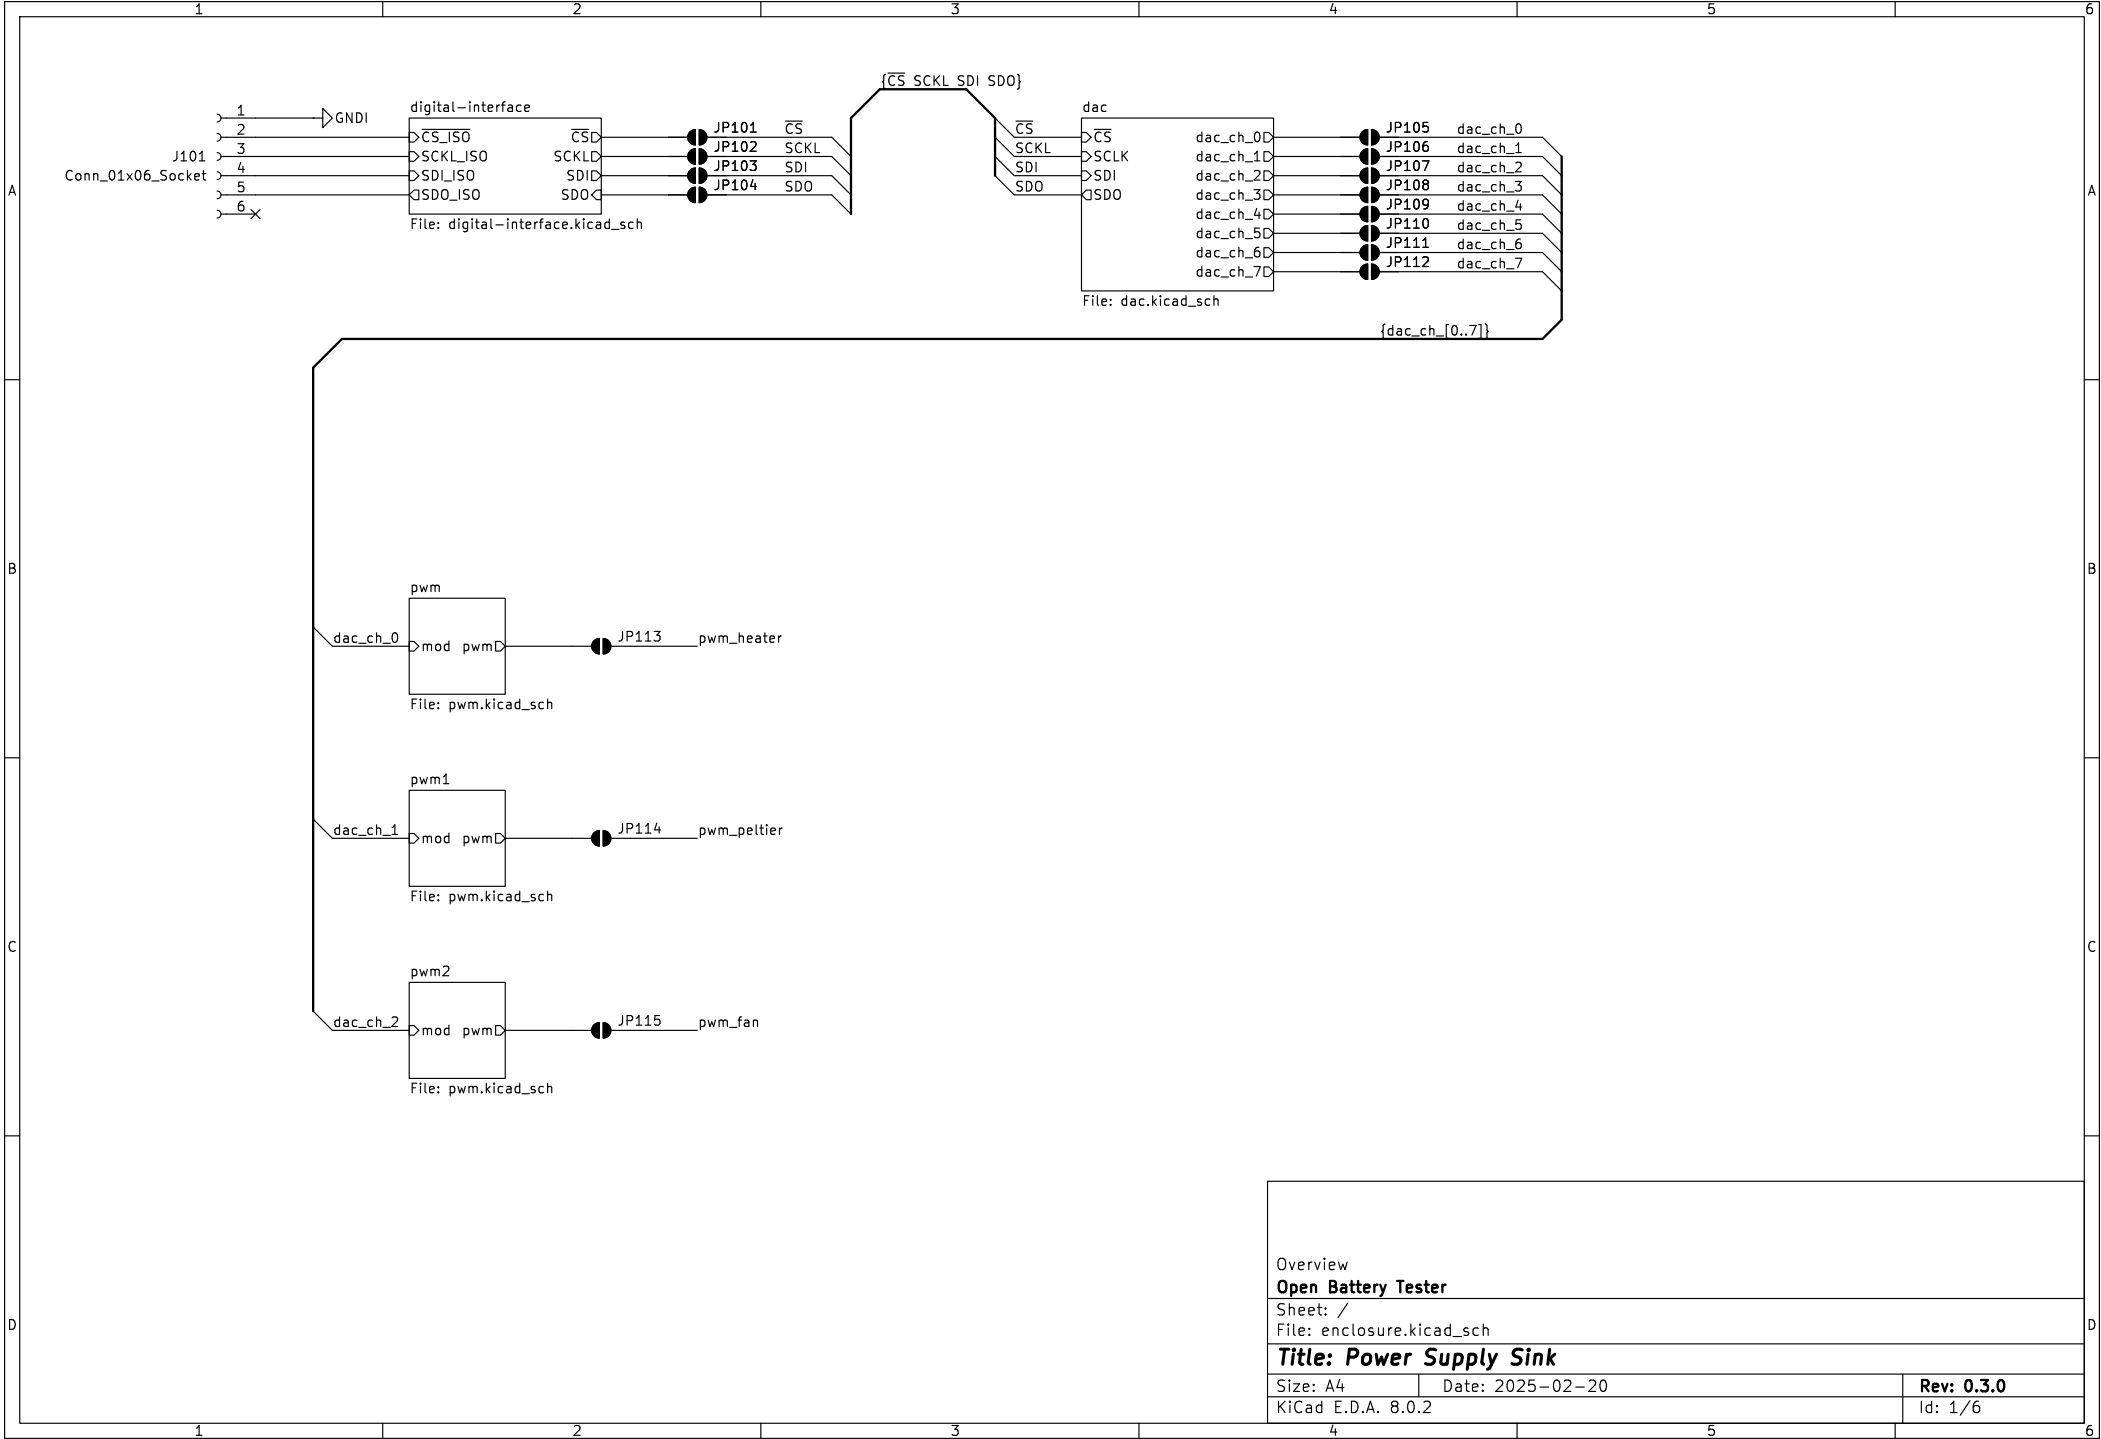 1 2 3 4 5 6
{CS SCKL SDI SDO}
digital-interface
dac
1 GNDI
2 CS_ISO CS JP101 CS
J101 3 SCKL_ISO SCKL JP102 SCKL
Conn_01x06_Socket 4 SDI_ISO SDI JP103 SDI
5 SDO_ISO SDO JP104 SDO
6
File: digital-interface.kicad_sch
CS CS dac_ch_0 JP105 dac_ch_0
SCKL SCLK dac_ch_1 JP106 dac_ch_1
SDI SDI dac_ch_2 JP107 dac_ch_2
SDO SDO dac_ch_3 JP108 dac_ch_3
dac_ch_4 JP109 dac_ch_4
dac_ch_5 JP110 dac_ch_5
dac_ch_6 JP111 dac_ch_6
dac_ch_7 JP112 dac_ch_7
File: dac.kicad_sch
{dac_ch_[0..7]}
A A
B B
pwm
dac_ch_0 mod pwm JP113 pwm_heater
File: pwm.kicad_sch
pwm1
dac_ch_1 mod pwm JP114 pwm_peltier
File: pwm.kicad_sch
C C
pwm2
dac_ch_2 mod pwm JP115 pwm_fan
File: pwm.kicad_sch
D D
Overview
Open Battery Tester
Sheet: /
File: enclosure.kicad_sch
Title: Power Supply Sink
Size: A4 Date: 2025-02-20 Rev: 0.3.0
KiCad E.D.A. 8.0.2 Id: 1/6
1 2 3 4 5 6